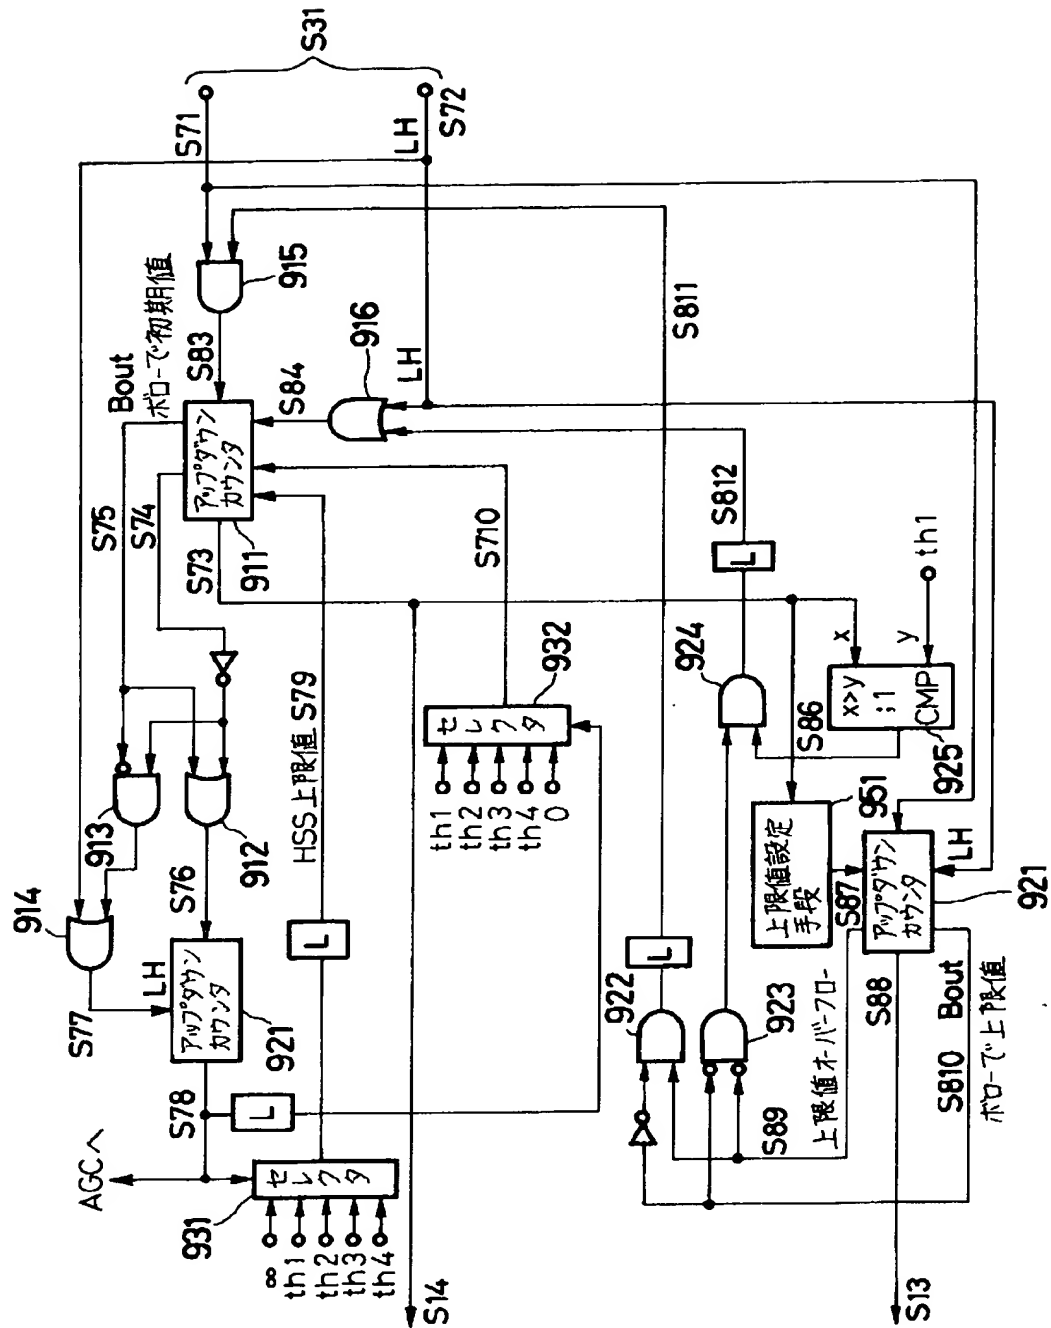 S31
S71
LH
S72
915
S83
Bout
ボローで初期値
S84
916
LH
S811
S75
S74
アップダウン
カウンタ
S73
911
S710
S812
L
th1
HSS上限値 S79
932
セレクタ
th1
th2
th3
th4
0
924
x
y
x>y
;1
CMP
925
S86
951
上限値設定
手段
913
912
914
S76
S77
LH
アップダウン
カウンタ
921
S78
L
L
L
922
923
S87
アップダウン
カウンタ
LH
921
S88
上限値オーバーフロー
S89
S810 Bout
ボローで上限値
AGCへ
931
セレクタ
∞
th1
th2
th3
th4
S14
S13